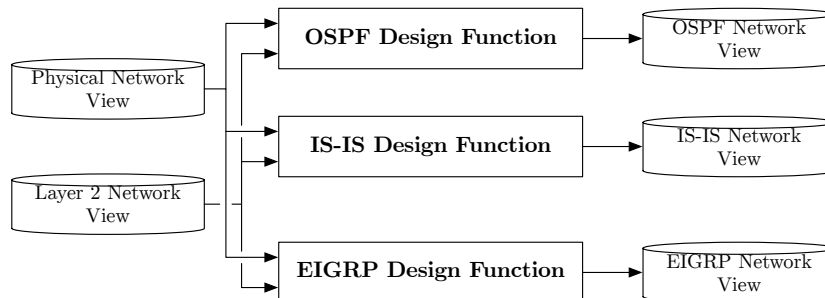 OSPF Design Function
OSPF Network
View
Physical Network
View
IS-IS Design Function
IS-IS Network
View
Layer 2 Network
View
EIGRP Design Function
EIGRP Network
View